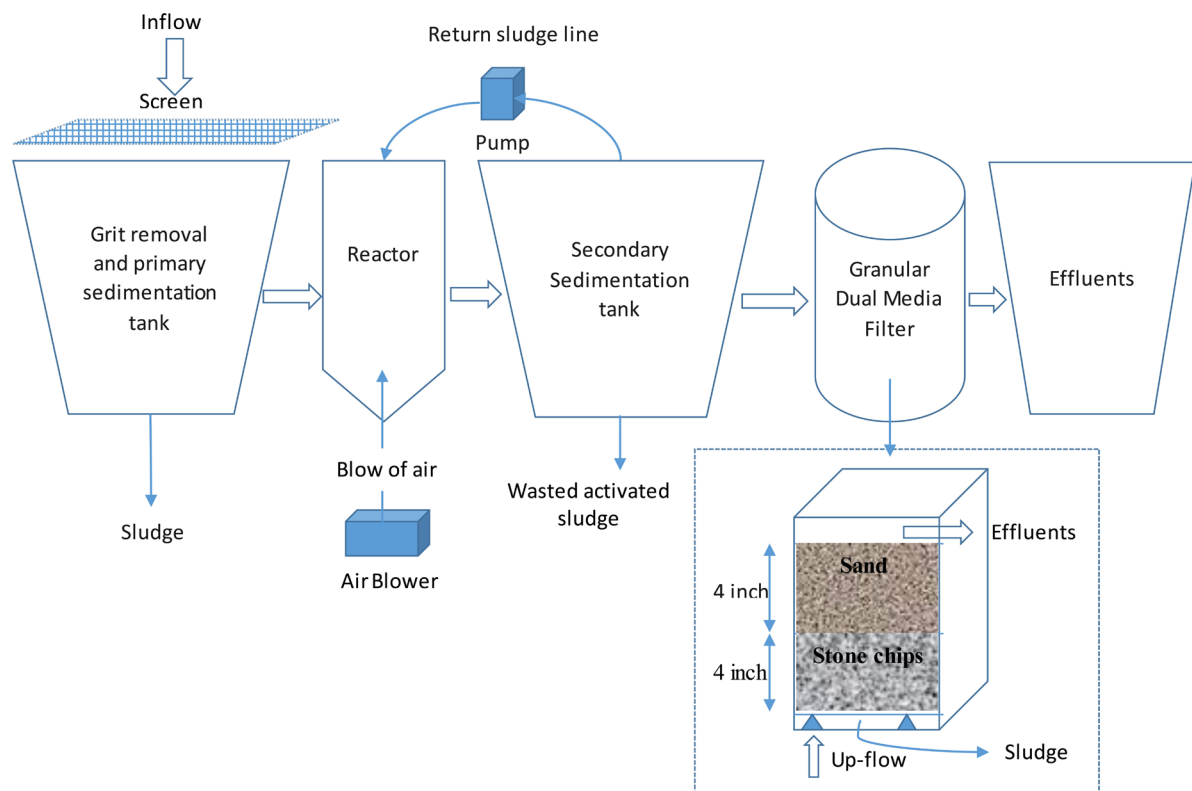 Inflow
Screen
Return sludge line
Pump
Grit removal
and primary
sedimentation
tank
Reactor
Secondary
Sedimentation
tank
Granular
Dual Media
Filter
Effluents
Blow of air
Air Blower
Sludge
Wasted activated
sludge
Effluents
Sand
4 inch
Stone chips
4 inch
Up-flow
Sludge